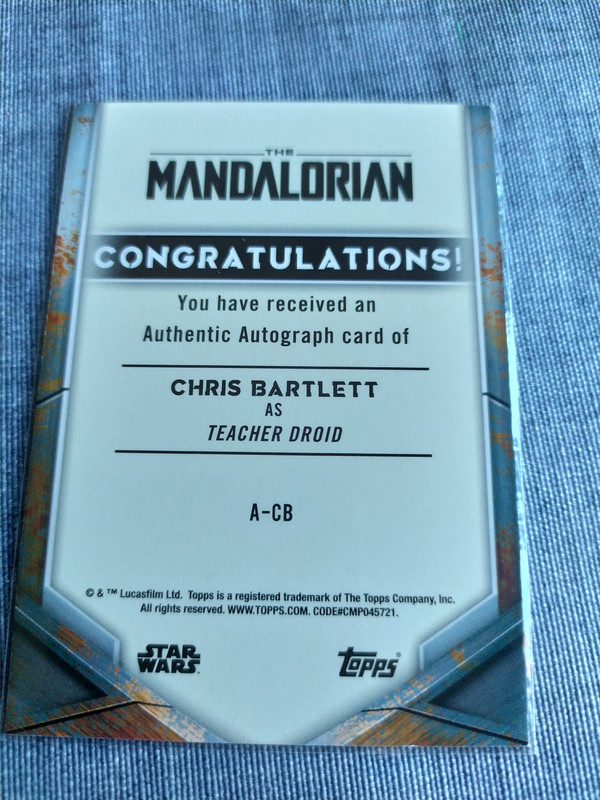 THE
MANDALORIAN
CONGRATULATIONS!
You have received an
Authentic Autograph card of
CHRIS BARTLETT
AS
TEACHER DROID
A-CB
© & ™ Lucasfilm Ltd. Topps is a registered trademark of The Topps Company, Inc.
All rights reserved. WWW.TOPPS.COM. CODE#CMP045721.
STAR
WARS
topps®